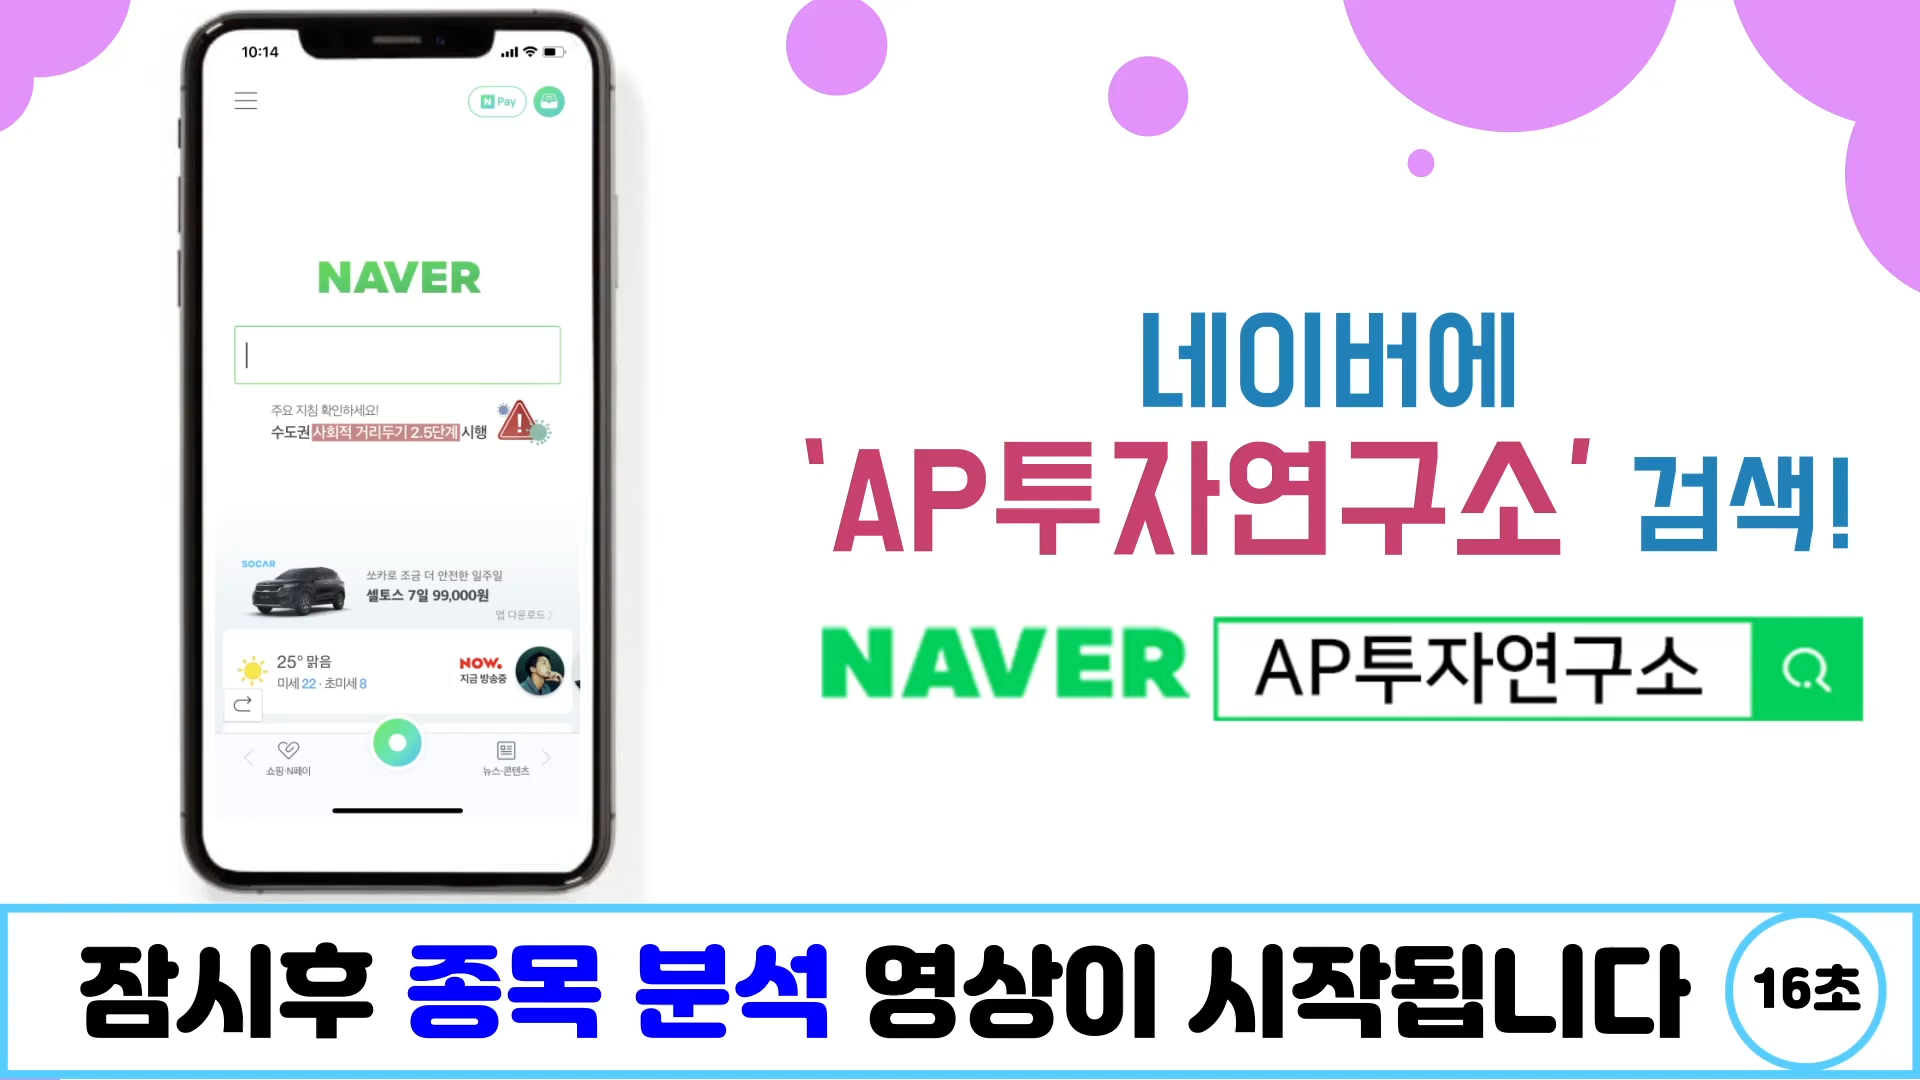 10:14
N Pay
NAVER
주요 지침 확인하세요!
수도권 사회적 거리두기 2.5단계 시행
SOCAR
쏘카로 조금 더 안전한 일주일
셀토스 7일 99,000원
앱 다운로드
25° 맑음
미세 22 · 초미세 8
NOW.
지금 방송중
쇼핑·N페이
뉴스·콘텐츠
네이버에
'AP투자연구소' 검색!
NAVER AP투자연구소
잠시후 종목 분석 영상이 시작됩니다 16초